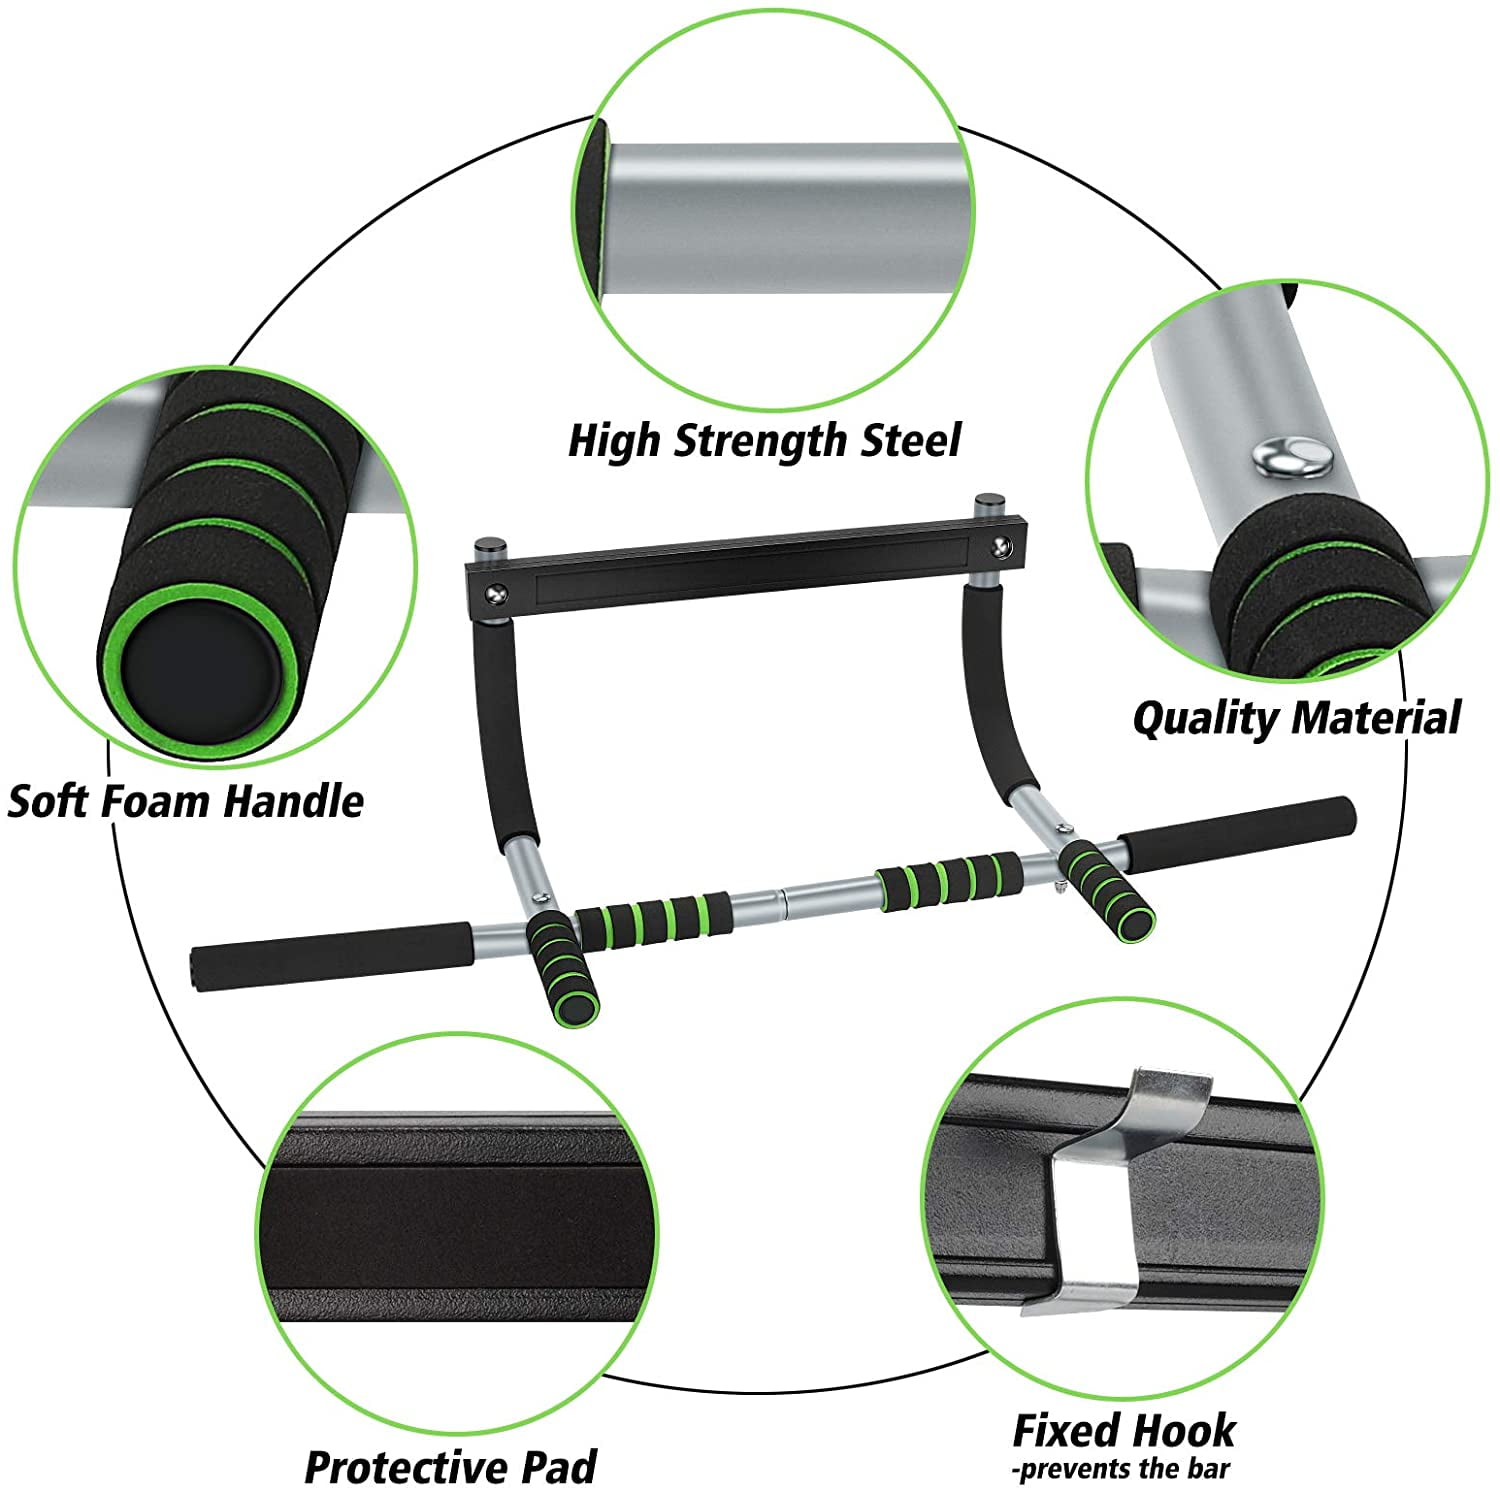 High Strength Steel
Quality Material
Soft Foam Handle
Fixed Hook
-prevents the bar
Protective Pad